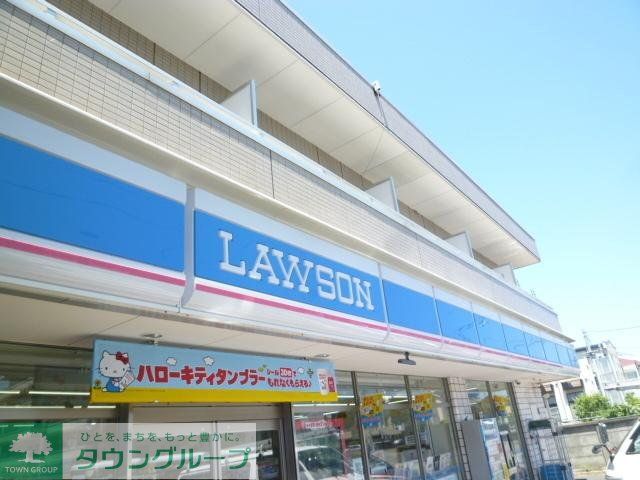 LAWSON
ハローキティタンブラー
シール30枚で
もれなくもらえる♪
ひとを、まちを、もっと豊かに。
タウングループ
TOWN GROUP